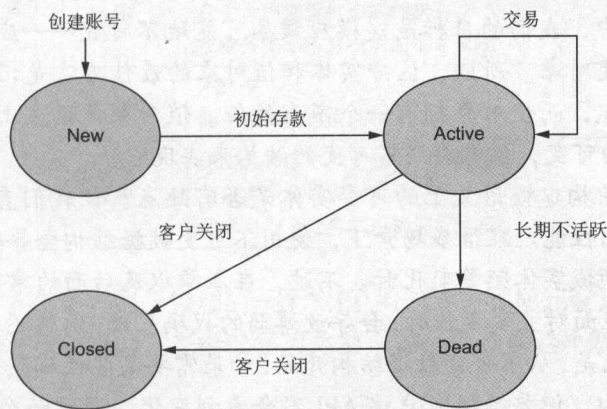 创建账号
交易
New
初始存款
Active
客户关闭
长期不活跃
Closed
客户关闭
Dead